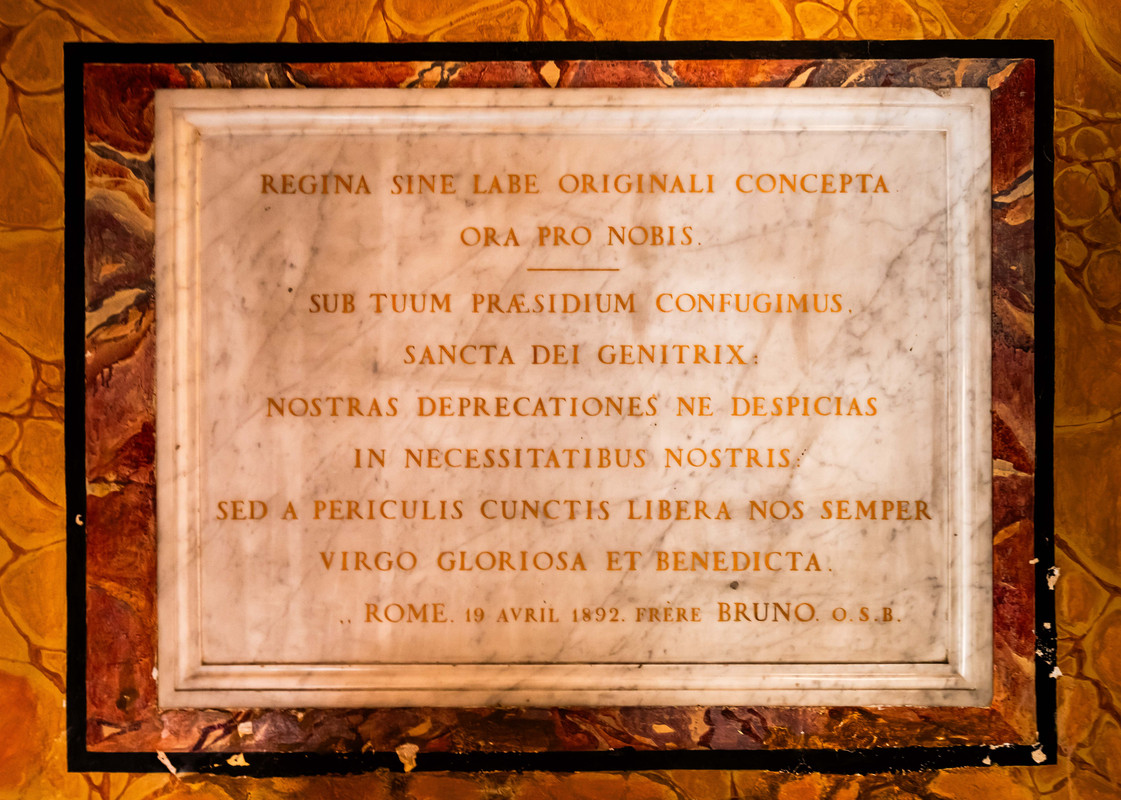 REGINA SINE LABE ORIGINALI CONCEPTA
ORA PRO NOBIS.
SUB TUUM PRÆSIDIUM CONFUGIMUS,
SANCTA DEI GENITRIX:
NOSTRAS DEPRECATIONES NE DESPICIAS
IN NECESSITATIBUS NOSTRIS:
SED A PERICULIS CUNCTIS LIBERA NOS SEMPER
VIRGO GLORIOSA ET BENEDICTA.
,, ROME. 19 AVRIL 1892. FRÈRE BRUNO. O.S.B.